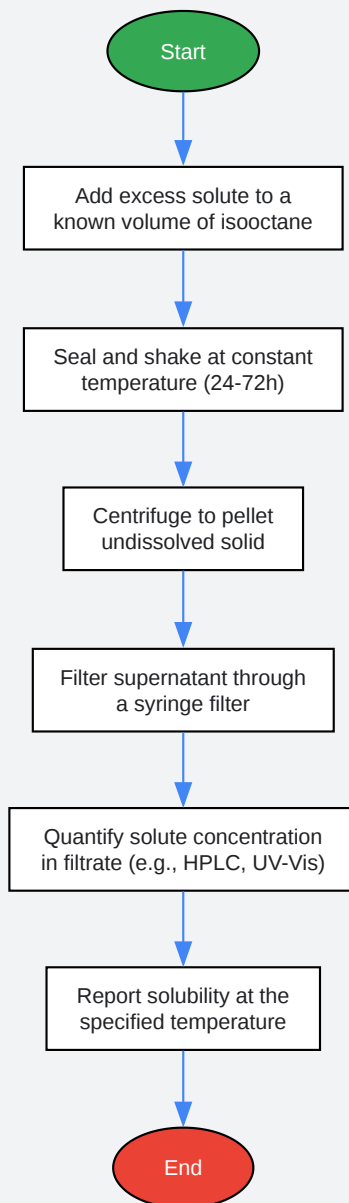 Start
Add excess solute to a
known volume of isooctane
Seal and shake at constant
temperature (24-72h)
Centrifuge to pellet
undissolved solid
Filter supernatant through
a syringe filter
Quantify solute concentration
in filtrate (e.g., HPLC, UV-Vis)
Report solubility at the
specified temperature
End